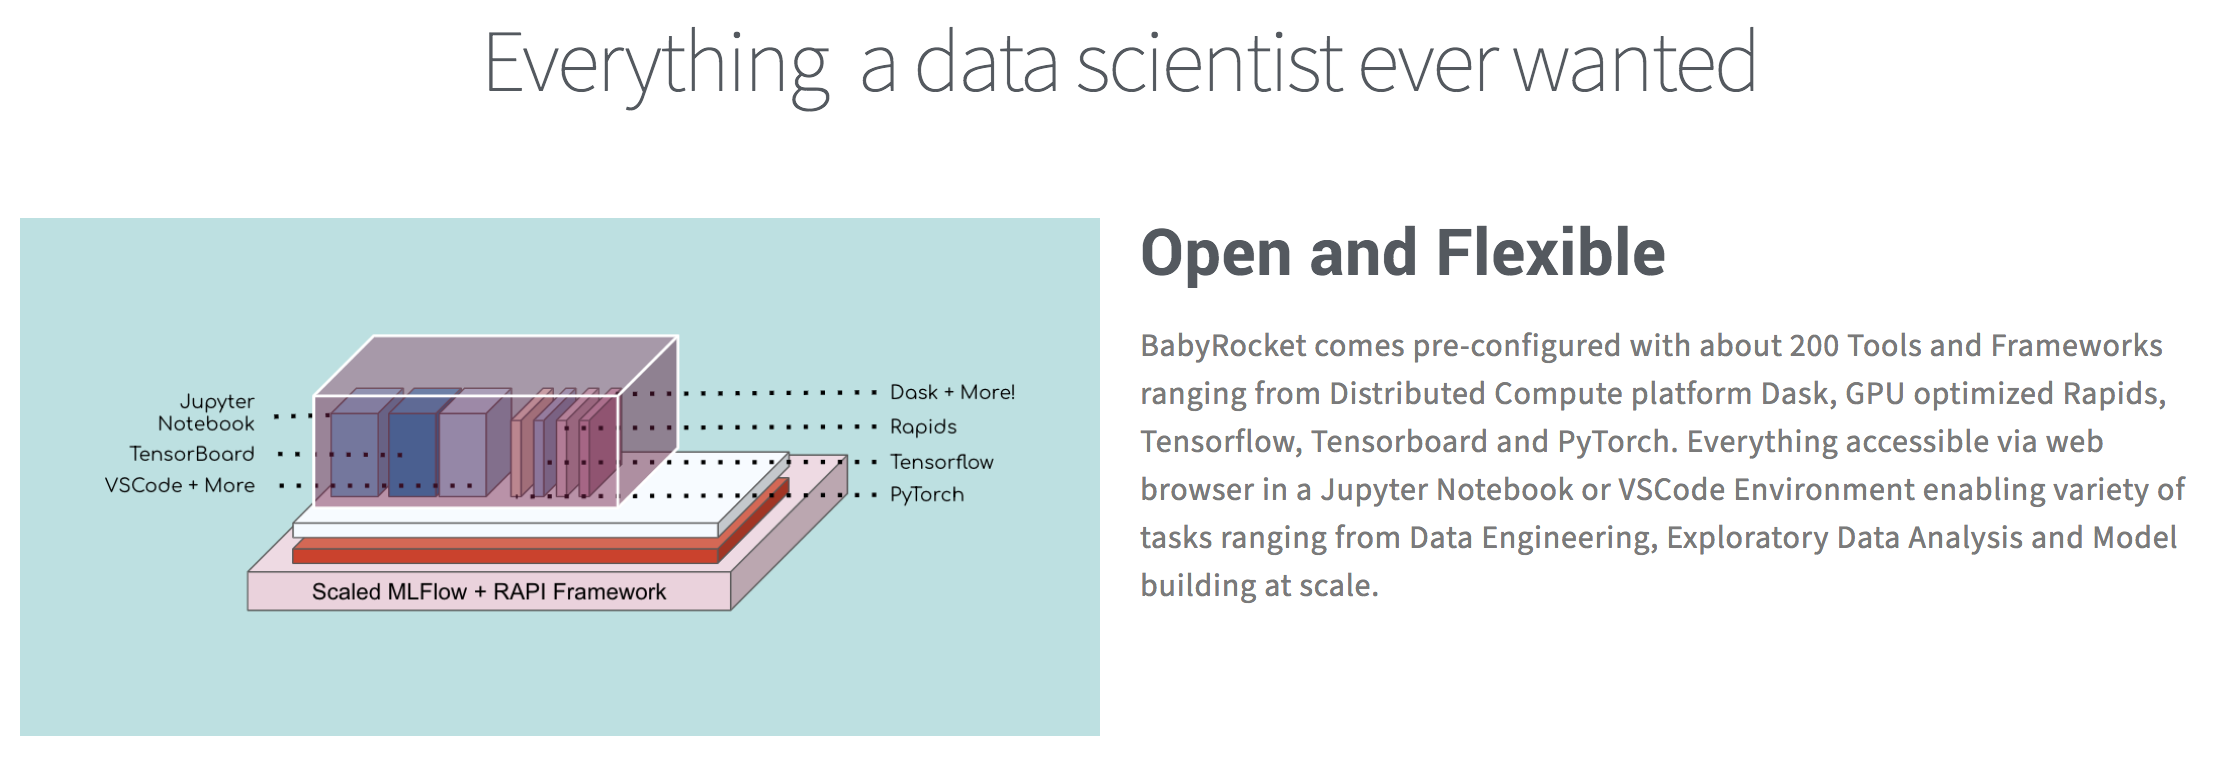 Everything a data scientist ever wanted
Jupyter
Notebook
TensorBoard
VSCode + More
Dask + More!
Rapids
Tensorflow
PyTorch
Scaled MLFlow + RAPI Framework
Open and Flexible
BabyRocket comes pre-configured with about 200 Tools and Frameworks
ranging from Distributed Compute platform Dask, GPU optimized Rapids,
Tensorflow, Tensorboard and PyTorch. Everything accessible via web
browser in a Jupyter Notebook or VSCode Environment enabling variety of
tasks ranging from Data Engineering, Exploratory Data Analysis and Model
building at scale.